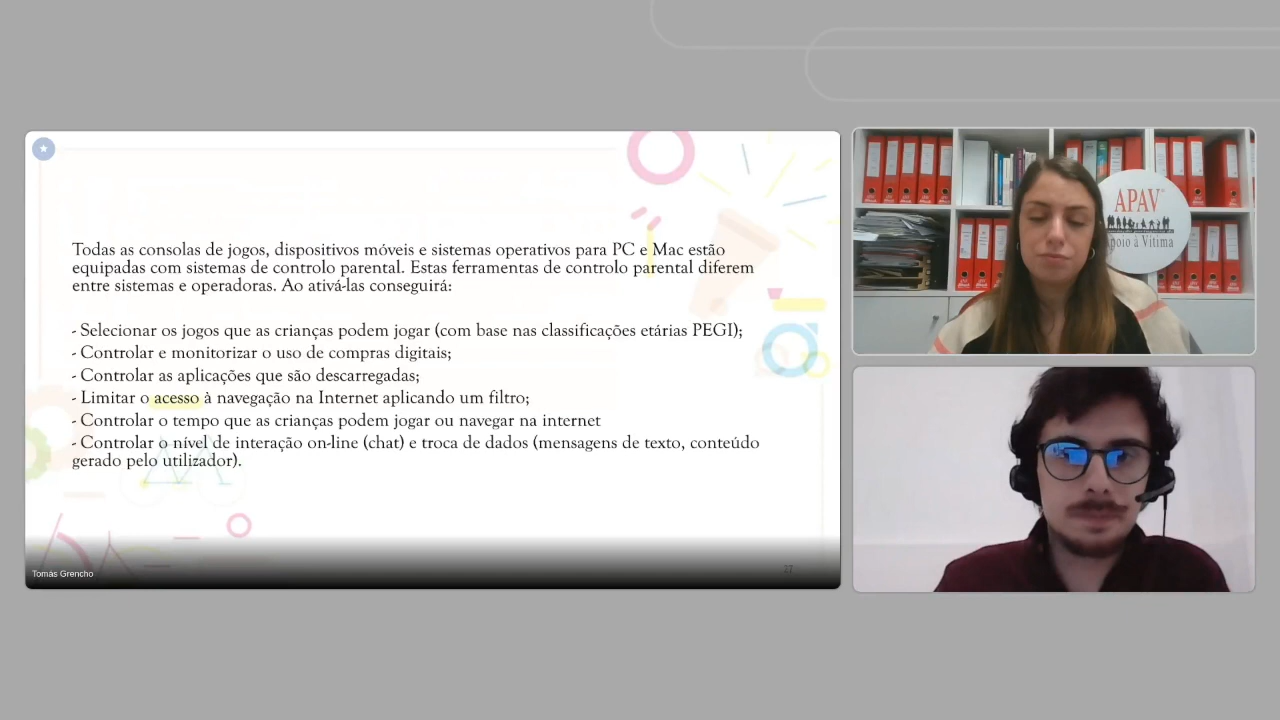 Todas as consolas de jogos, dispositivos móveis e sistemas operativos para PC e Mac estão
equipadas com sistemas de controlo parental. Estas ferramentas de controlo parental diferem
entre sistemas e operadoras. Ao ativá-las conseguirá:
- Selecionar os jogos que as crianças podem jogar (com base nas classificações etárias PEGI);
- Controlar e monitorizar o uso de compras digitais;
- Controlar as aplicações que são descarregadas;
- Limitar o acesso à navegação na Internet aplicando um filtro;
- Controlar o tempo que as crianças podem jogar ou navegar na internet
- Controlar o nível de interação on-line (chat) e troca de dados (mensagens de texto, conteúdo
gerado pelo utilizador).
27
Tomás Grencho
APAV®
poio à Vítima